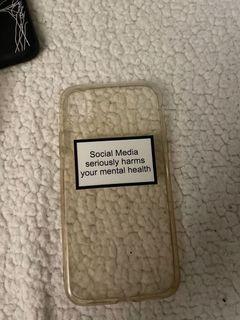 Social Media
seriously harms
your mental health